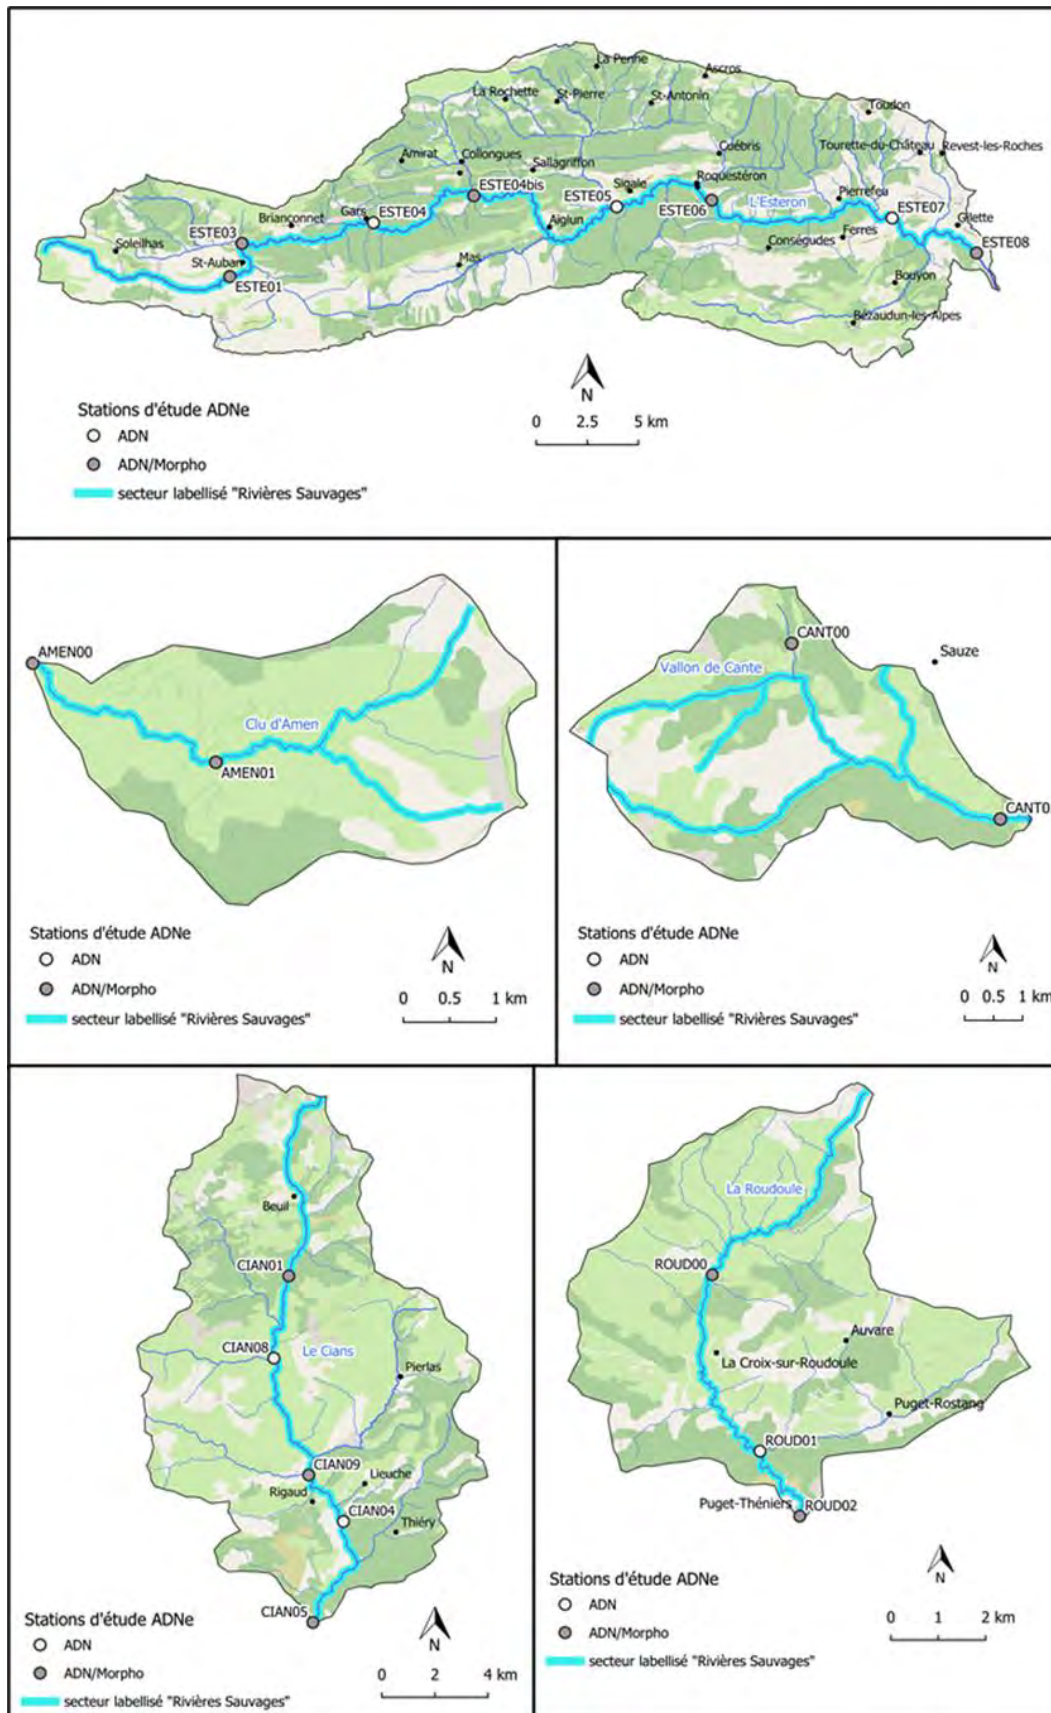 La Penne
Ascros
La Rochette
St-Pierre
St-Antonin
Toudon
Amirat
Collongues
Sallagriffon
Cuébris
Tourette-du-Château
Revest-les-Roches
ESTE04bis
ESTE05
Sigale
Roquestéron
Briançonnet
Gars
ESTE04
ESTE06
L'Esteron
Pierrefeu
ESTE07
Gilette
Soleilhas
ESTE03
Aiglun
Conségudes
Ferres
ESTE08
St-Auban
ESTE01
Mas
Bouyon
Bézaudun-les-Alpes
N
Stations d'étude ADNe
ADN
ADN/Morpho
secteur labellisé "Rivières Sauvages"
0 2.5 5 km
AMEN00
Clu d'Amen
AMEN01
Stations d'étude ADNe
ADN
ADN/Morpho
secteur labellisé "Rivières Sauvages"
N
0 0.5 1 km
CANT00
Sauze
Vallon de Cante
CANT0
Stations d'étude ADNe
ADN
ADN/Morpho
secteur labellisé "Rivières Sauvages"
N
0 0.5 1 km
Beuil
CIAN01
CIAN08
Le Cians
Pierlas
CIAN09
Lieuche
Rigaud
CIAN04
Thiéry
CIAN05
Stations d'étude ADNe
ADN
ADN/Morpho
secteur labellisé "Rivières Sauvages"
N
0 2 4 km
La Roudoule
ROUD00
Auvare
La Croix-sur-Roudoule
Puget-Rostang
ROUD01
Puget-Théniers
ROUD02
Stations d'étude ADNe
ADN
ADN/Morpho
secteur labellisé "Rivières Sauvages"
N
0 1 2 km